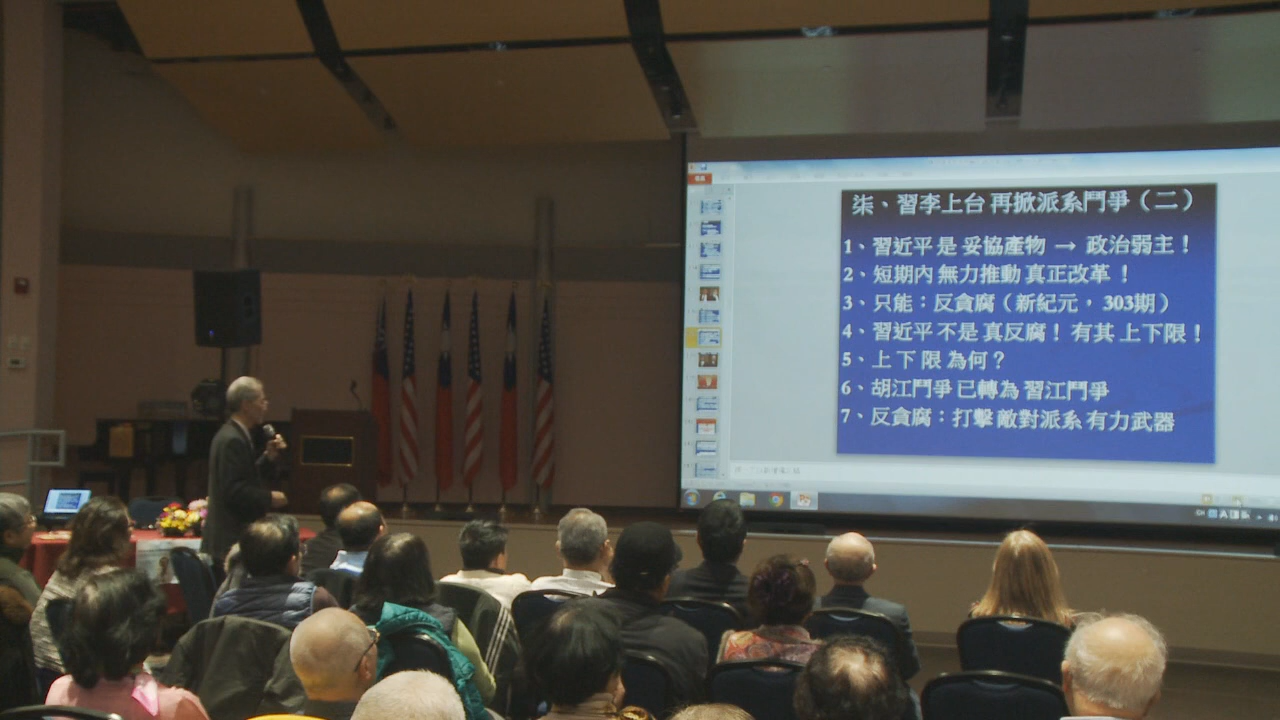 柒、習李上台 再掀派系鬥爭（二）
1、習近平 是 妥協產物 → 政治弱主！
2、短期內 無力推動 真正改革！
3、只能：反貪腐（新紀元， 303期）
4、習近平 不是 真反腐！ 有其 上下限！
5、上 下 限 為何？
6、胡江鬥爭 已轉為 習江鬥爭
7、反貪腐：打擊 敵對派系 有力武器